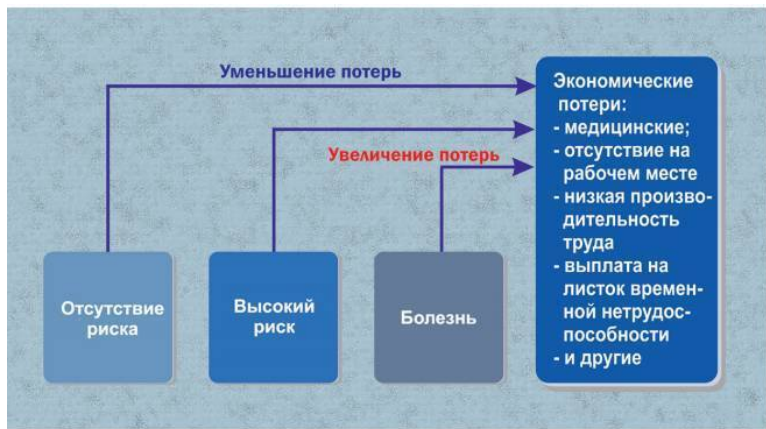 Уменьшение потерь
Увеличение потерь
Отсутствие
риска
Высокий
риск
Болезнь
Экономические
потери:
- медицинские;
- отсутствие на
рабочем месте
- низкая произво-
дительность
труда
- выплата на
листок времен-
ной нетрудос-
пособности
- и другие